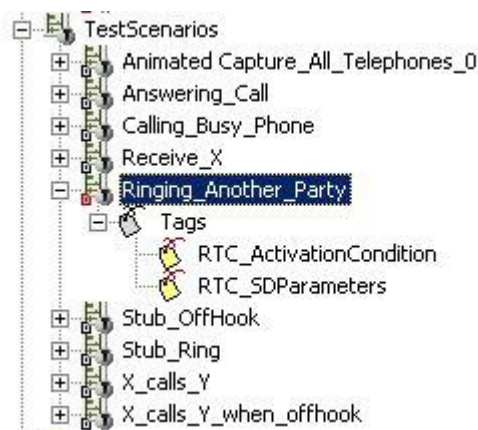 TestScenarios
Animated Capture_All_Telephones_0
Answering_Call
Calling_Busy_Phone
Receive_X
Ringing_Another_Party
Tags
RTC_ActivationCondition
RTC_SDParameters
Stub_OffHook
Stub_Ring
X_calls_Y
X_calls_Y_when_offhook